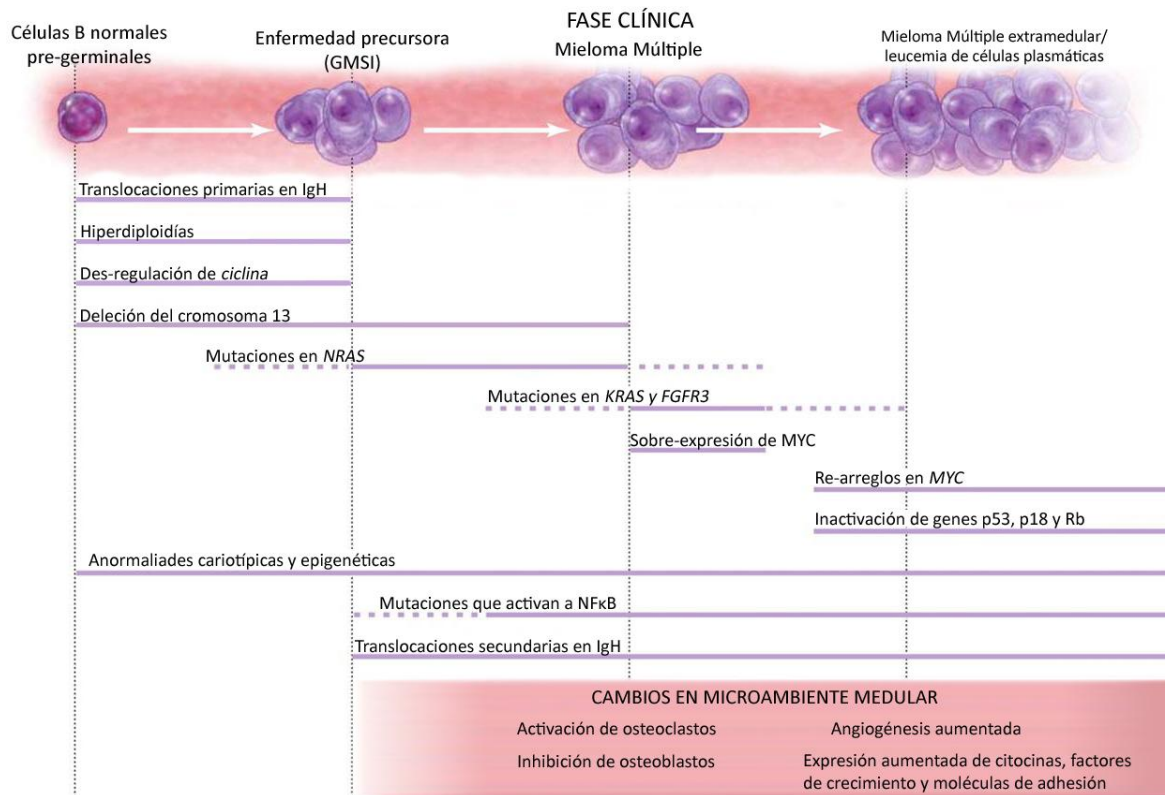 Células B normales
pre-germinales
Enfermedad precursora
(GMSI)
FASE CLÍNICA
Mieloma Múltiple
Mieloma Múltiple extramedular/
leucemia de células plasmáticas
Translocaciones primarias en IgH
Hiperdiploidías
Des-regulación de ciclina
Deleción del cromosoma 13
Mutaciones en NRAS
Mutaciones en KRAS y FGFR3
Sobre-expresión de MYC
Re-arreglos en MYC
Inactivación de genes p53, p18 y Rb
Anormaliades cariotípicas y epigenéticas
Mutaciones que activan a NFκB
Translocaciones secundarias en IgH
CAMBIOS EN MICROAMBIENTE MEDULAR
Activación de osteoclastos
Angiogénesis aumentada
Inhibición de osteoblastos
Expresión aumentada de citocinas, factores
de crecimiento y moléculas de adhesión